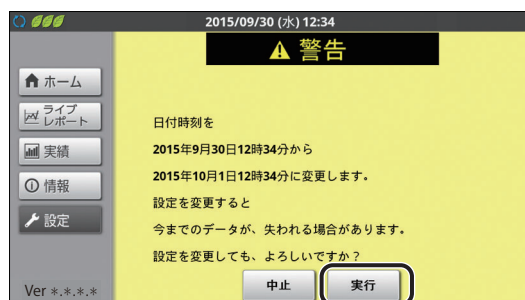 2015/09/30 (水) 12:34
警告
ホーム
ライブ
レポート
実績
情報
設定
Ver *.*.*.*
日付時刻を
2015年9月30日12時34分から
2015年10月1日12時34分に変更します。
設定を変更すると
今までのデータが、失われる場合があります。
設定を変更しても、よろしいですか？
中止
実行